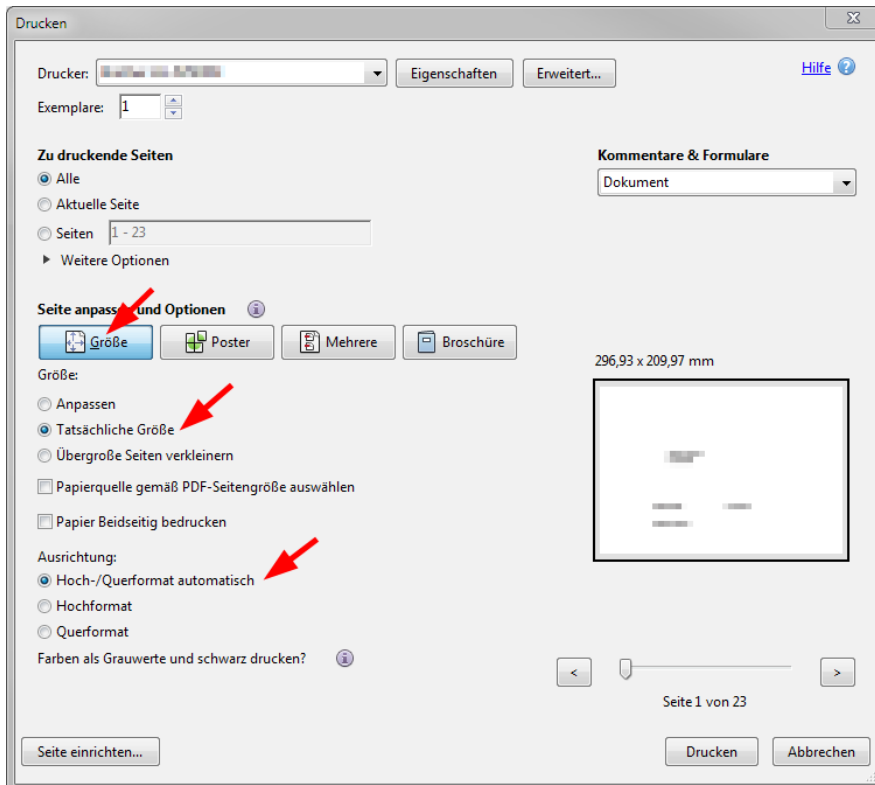 Drucken
Drucker:
Eigenschaften
Erweitert...
Hilfe
Exemplare: 1
Zu druckende Seiten
Alle
Aktuelle Seite
Seiten 1 - 23
Weitere Optionen
Kommentare & Formulare
Dokument
Seite anpassen und Optionen
Größe
Poster
Mehrere
Broschüre
Größe:
Anpassen
Tatsächliche Größe
Übergroße Seiten verkleinern
Papierquelle gemäß PDF-Seitengröße auswählen
Papier Beidseitig bedrucken
Ausrichtung:
Hoch-/Querformat automatisch
Hochformat
Querformat
Farben als Grauwerte und schwarz drucken?
296,93 x 209,97 mm
<
>
Seite 1 von 23
Seite einrichten...
Drucken
Abbrechen